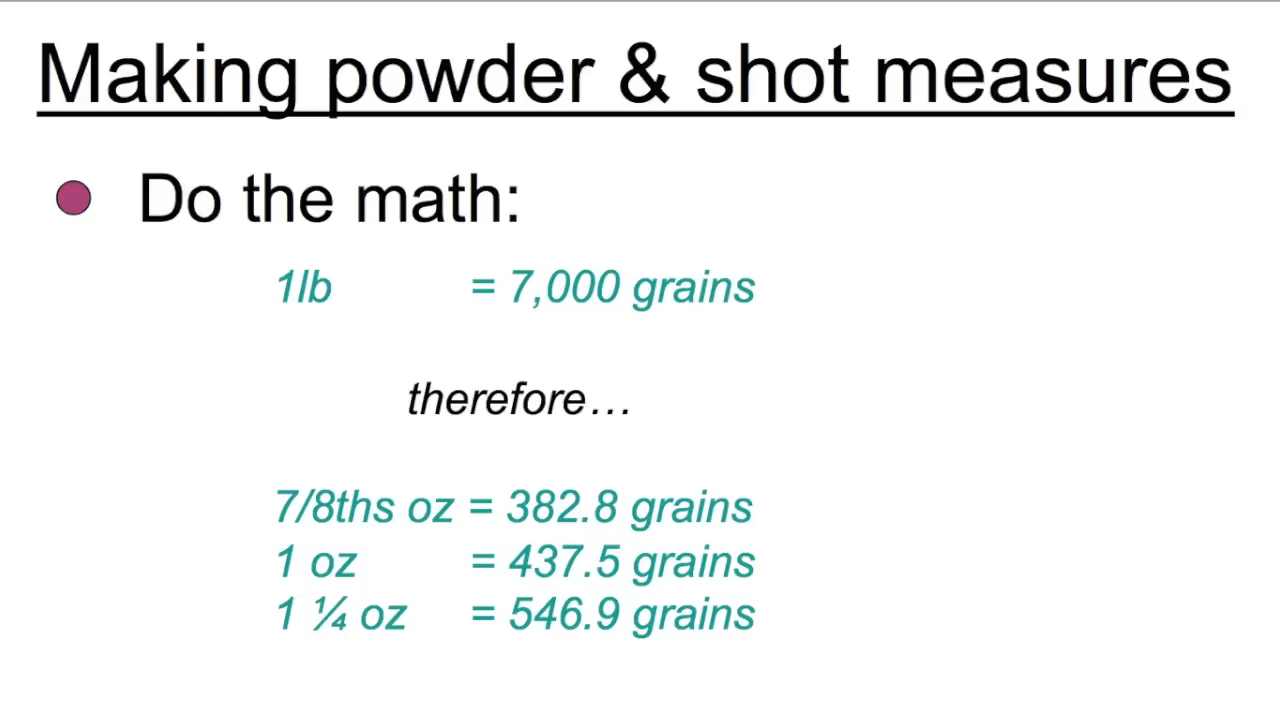 Making powder & shot measures
Do the math:
1lb = 7,000 grains
therefore…
7/8ths oz = 382.8 grains
1 oz = 437.5 grains
1 ¼ oz = 546.9 grains